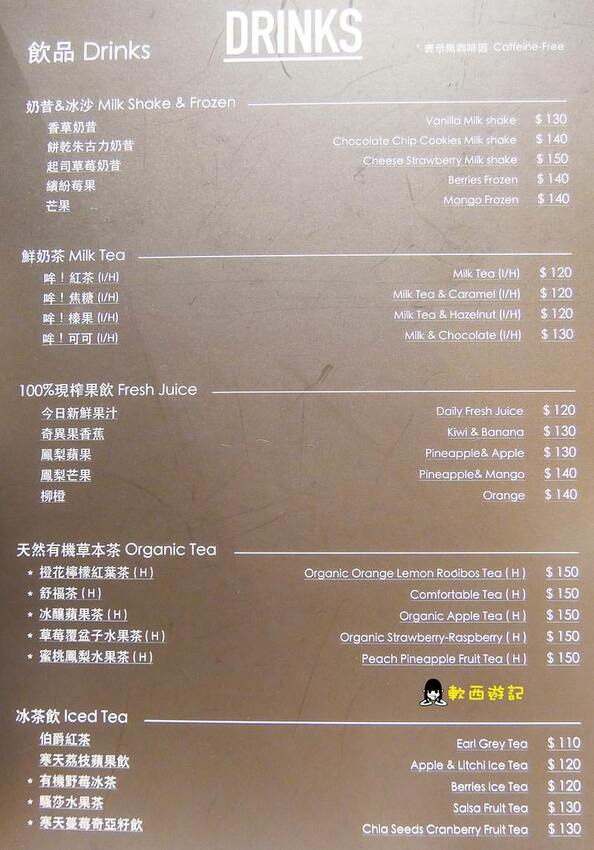 DRINKS
飲品 Drinks
* 表示無咖啡因 Caffeine-Free
奶昔&冰沙 Milk Shake & Frozen
香草奶昔 Vanilla Milk shake $ 130
餅乾朱古力奶昔 Chocolate Chip Cookies Milk shake $ 140
起司草莓奶昔 Cheese Strawberry Milk shake $ 150
繽紛莓果 Berries Frozen $ 140
芒果 Mango Frozen $ 140
鮮奶茶 Milk Tea
哞！紅茶 (I/H) Milk Tea (I/H) $ 120
哞！焦糖 (I/H) Milk Tea & Caramel (I/H) $ 120
哞！榛果 (I/H) Milk Tea & Hazelnut (I/H) $ 120
哞！可可 (I/H) Milk & Chocolate (I/H) $ 130
100%現榨果飲 Fresh Juice
今日新鮮果汁 Daily Fresh Juice $ 120
奇異果香蕉 Kiwi & Banana $ 130
鳳梨蘋果 Pineapple& Apple $ 130
鳳梨芒果 Pineapple& Mango $ 140
柳橙 Orange $ 140
天然有機草本茶 Organic Tea
* 橙花檸檬紅葉茶 ( H ) Organic Orange Lemon Rooibos Tea ( H ) $ 150
* 舒福茶 ( H ) Comfortable Tea ( H ) $ 150
* 冰釀蘋果茶 ( H ) Organic Apple Tea ( H ) $ 150
* 草莓覆盆子水果茶 ( H ) Organic Strawberry-Raspberry ( H ) $ 150
* 蜜桃鳳梨水果茶 ( H ) Peach Pineapple Fruit Tea ( H ) $ 150
軟西遊記
冰茶飲 Iced Tea
伯爵紅茶 Earl Grey Tea $ 110
寒天荔枝蘋果飲 Apple & Litchi Ice Tea $ 120
* 有機野莓冰茶 Berries Ice Tea $ 120
* 騷莎水果茶 Salsa Fruit Tea $ 130
* 寒天蔓莓奇亞籽飲 Chia Seeds Cranberry Fruit Tea $ 130